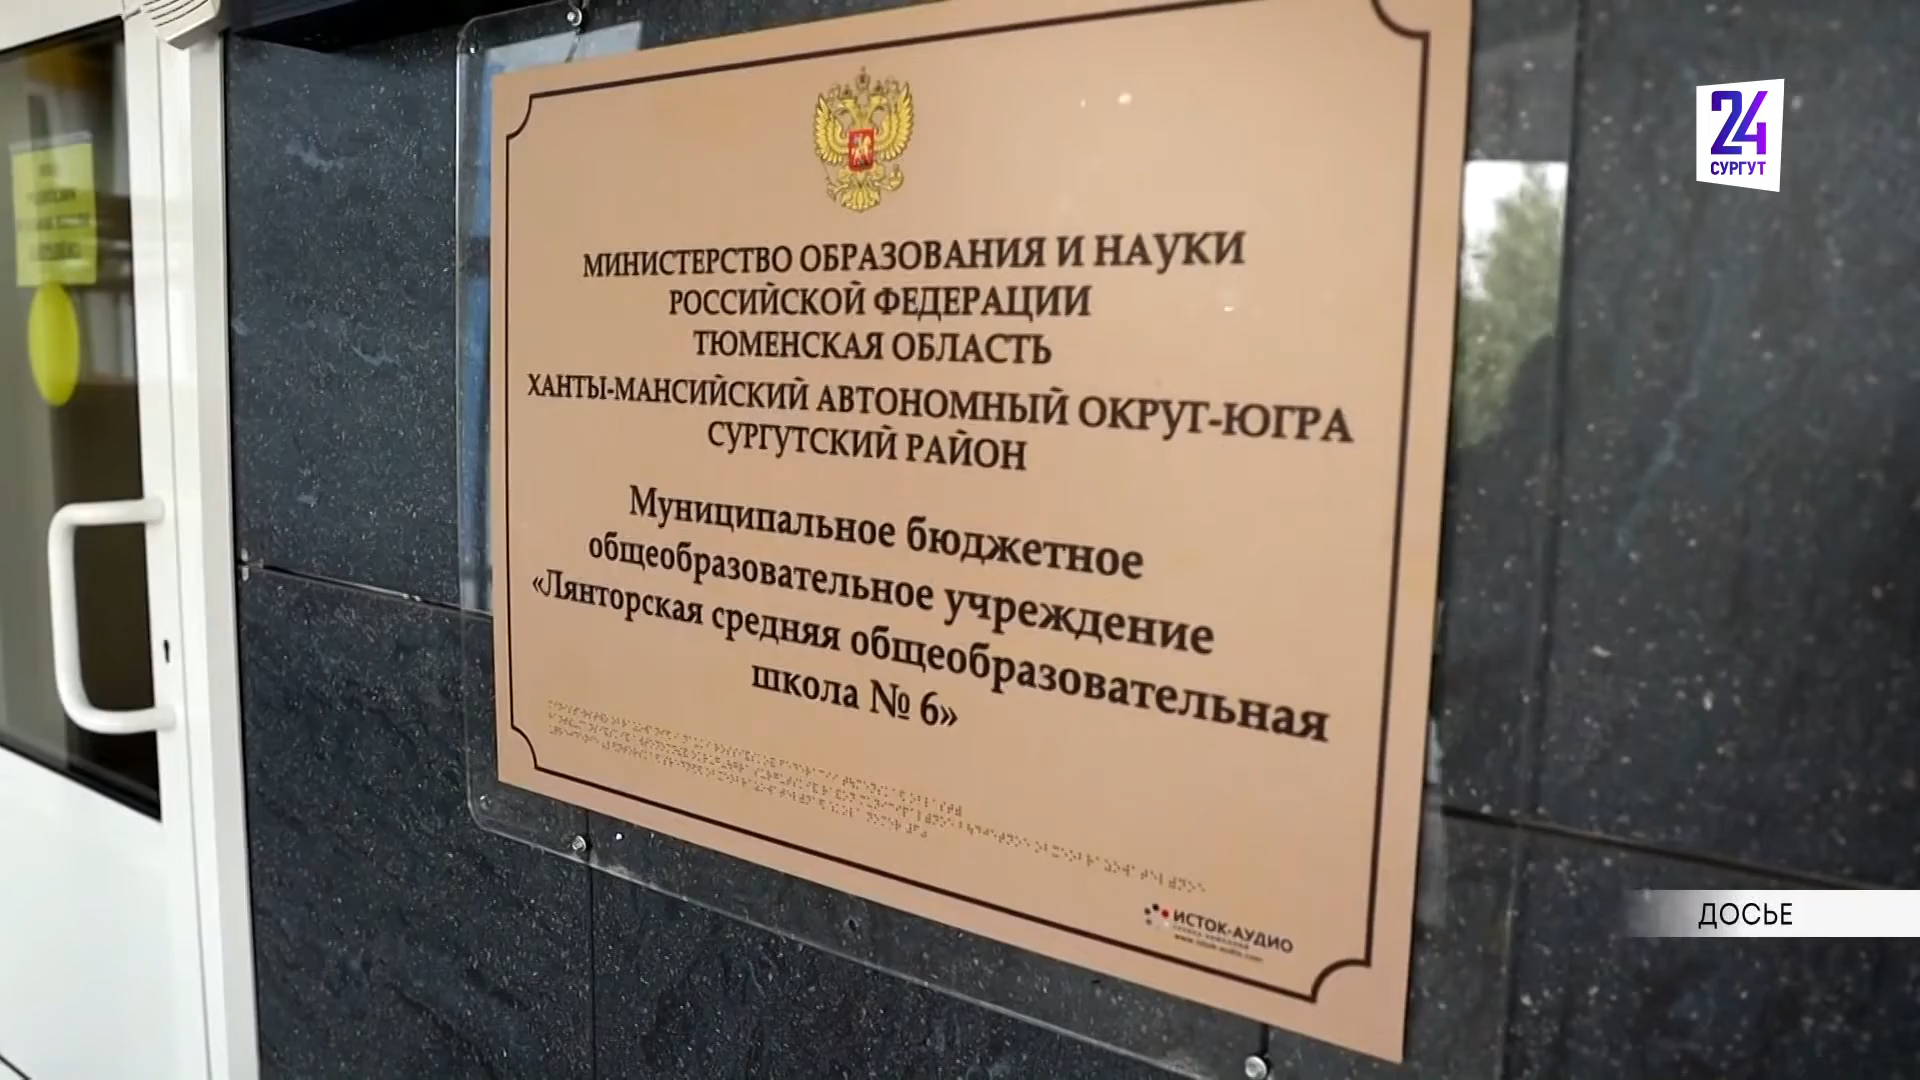 24
СУРГУТ
МИНИСТЕРСТВО ОБРАЗОВАНИЯ И НАУКИ
РОССИЙСКОЙ ФЕДЕРАЦИИ
ТЮМЕНСКАЯ ОБЛАСТЬ
ХАНТЫ-МАНСИЙСКИЙ АВТОНОМНЫЙ ОКРУГ-ЮГРА
СУРГУТСКИЙ РАЙОН
Муниципальное бюджетное
общеобразовательное учреждение
«Лянторская средняя общеобразовательная
школа № 6»
ИСТОК-АУДИО
ДОСЬЕ